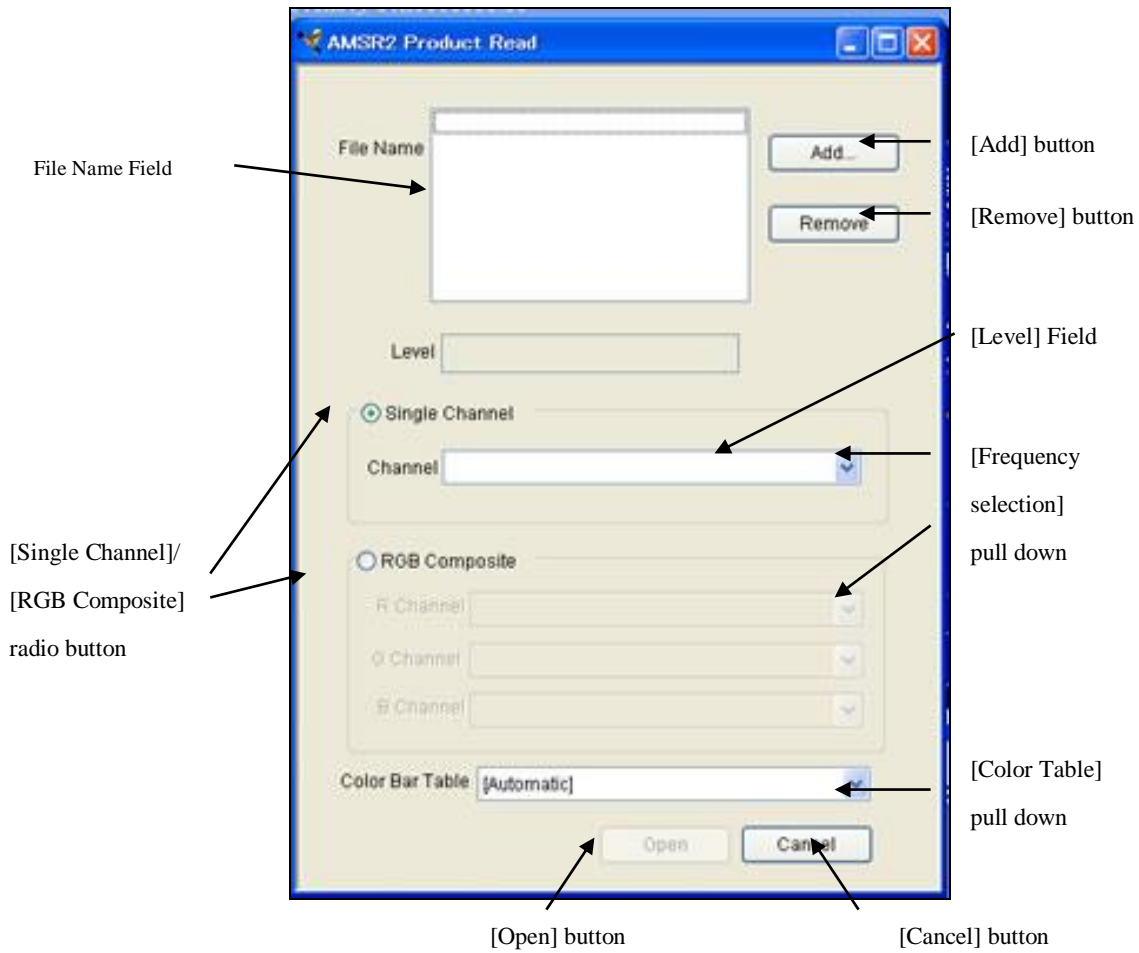 AMSR2 Product Read
File Name
File Name Field
Add...
[Add] button
Remove
[Remove] button
Level
[Level] Field
Single Channel
Channel
[Frequency
selection]
pull down
[Single Channel]/
[RGB Composite]
radio button
RGB Composite
R Channel
G Channel
B Channel
Color Bar Table
[Automatic]
[Color Table]
pull down
Open
Cancel
[Open] button
[Cancel] button